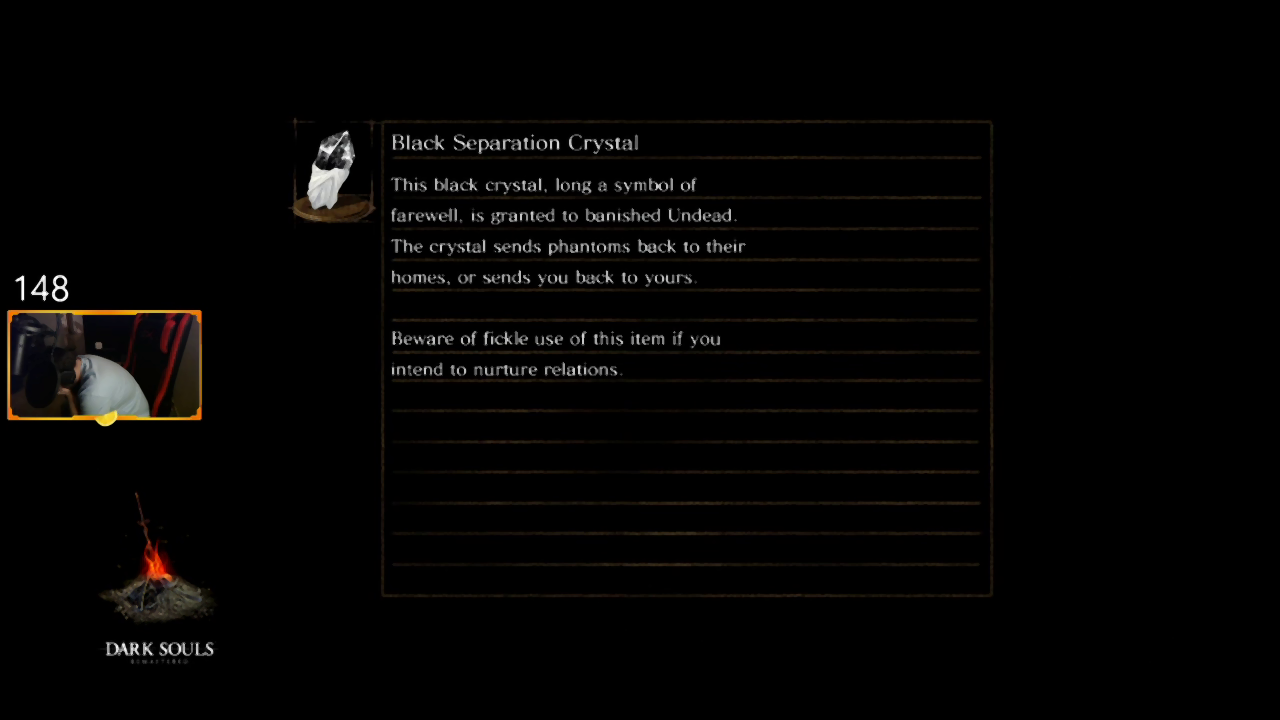 Black Separation Crystal
This black crystal, long a symbol of
farewell, is granted to banished Undead.
The crystal sends phantoms back to their
homes, or sends you back to yours.
Beware of fickle use of this item if you
intend to nurture relations.
148
DARK SOULS
REMASTERED